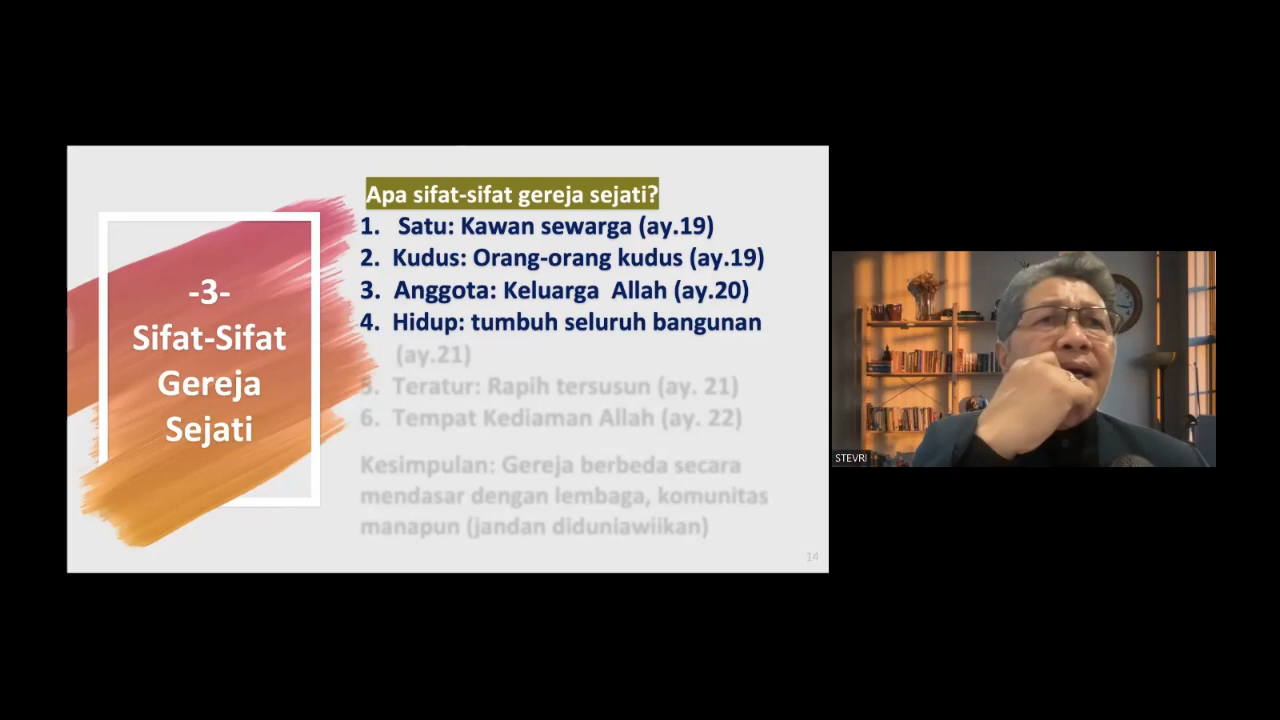 -3-
Sifat-Sifat
Gereja
Sejati
Apa sifat-sifat gereja sejati?
1. Satu: Kawan sewarga (ay.19)
2. Kudus: Orang-orang kudus (ay.19)
3. Anggota: Keluarga Allah (ay.20)
4. Hidup: tumbuh seluruh bangunan
(ay.21)
5. Teratur: Rapih tersusun (ay. 21)
6. Tempat Kediaman Allah (ay. 22)
Kesimpulan: Gereja berbeda secara
mendasar dengan lembaga, komunitas
manapun (jandan diduniawiikan)
14
STEVRI